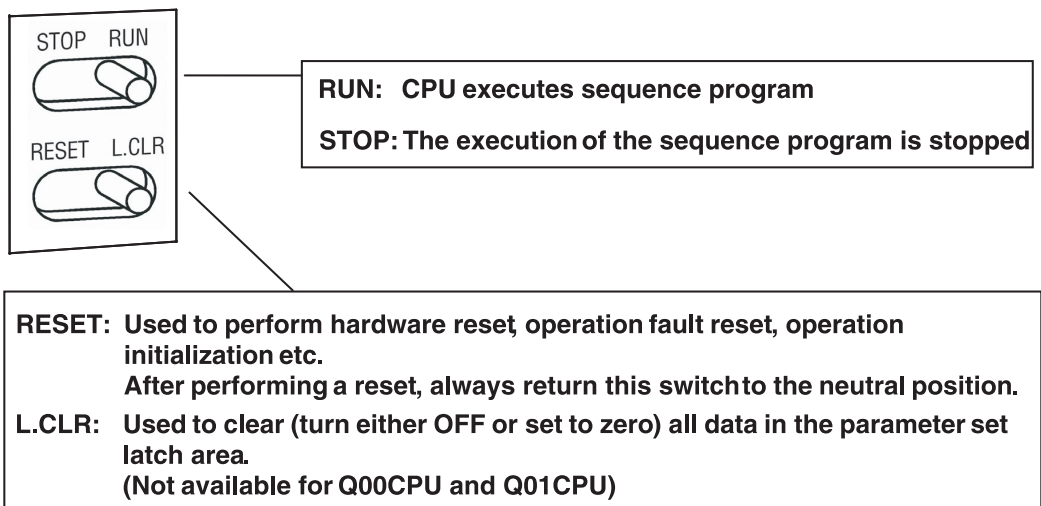 STOP RUN
RESET L.CLR
RUN: CPU executes sequence program
STOP: The execution of the sequence program is stopped
RESET: Used to perform hardware reset, operation fault reset, operation
initialization etc.
After performing a reset, always return this switch to the neutral position.
L.CLR: Used to clear (turn either OFF or set to zero) all data in the parameter set
latch area.
(Not available for Q00CPU and Q01CPU)